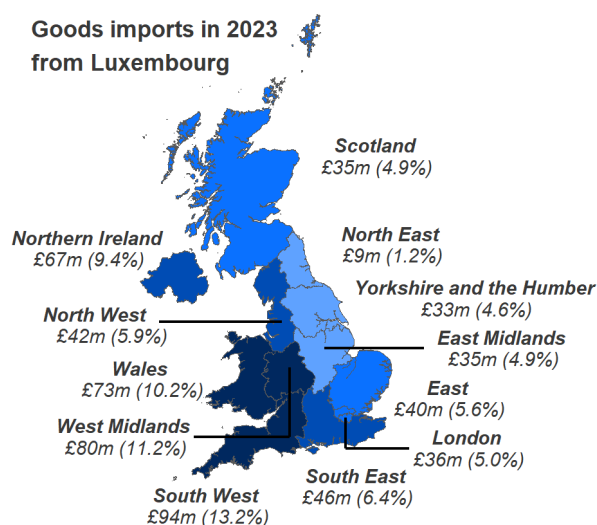 Goods imports in 2023
from Luxembourg
Scotland
£35m (4.9%)
Northern Ireland
£67m (9.4%)
North East
£9m (1.2%)
Yorkshire and the Humber
£33m (4.6%)
North West
£42m (5.9%)
East Midlands
£35m (4.9%)
Wales
£73m (10.2%)
East
£40m (5.6%)
West Midlands
£80m (11.2%)
London
£36m (5.0%)
South East
£46m (6.4%)
South West
£94m (13.2%)